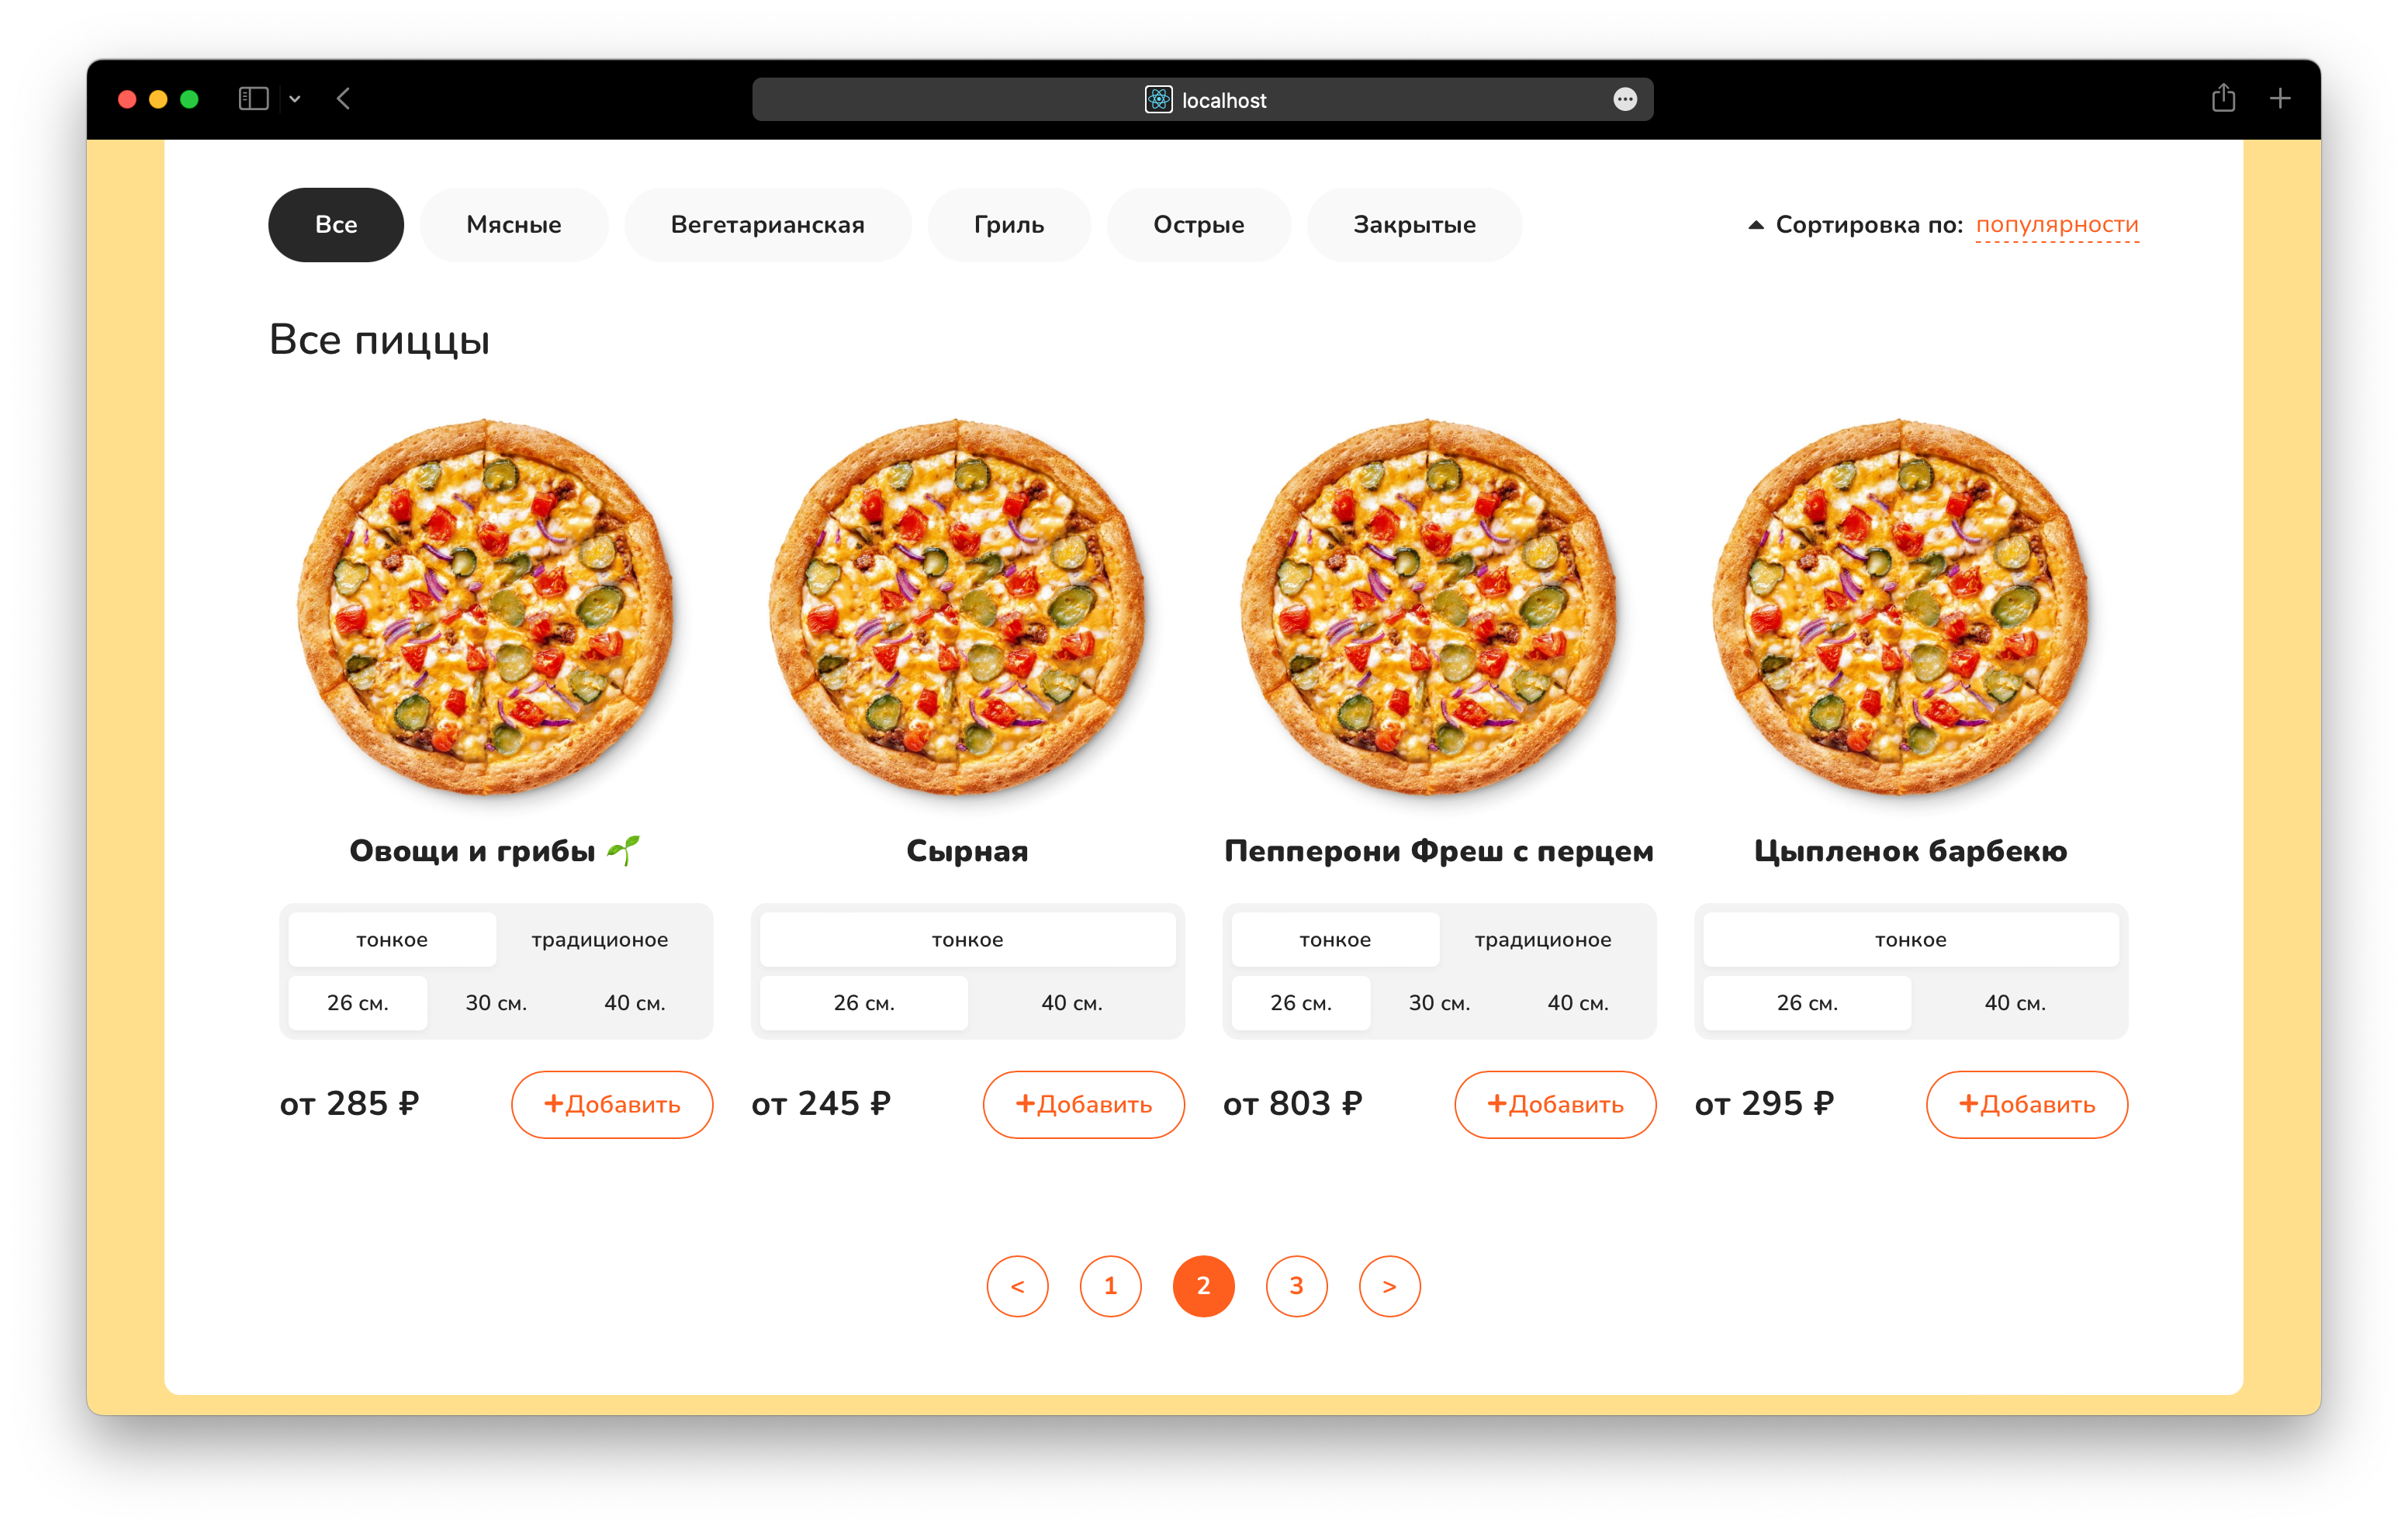 localhost
Все Мясные Вегетарианская Гриль Острые Закрытые Сортировка по: популярности
Все пиццы
Овощи и грибы 🌱 Сырная Пепперони Фреш с перцем Цыпленок барбекю
тонкое традиционое тонкое тонкое традиционое тонкое
26 см. 30 см. 40 см. 26 см. 40 см. 26 см. 30 см. 40 см. 26 см. 40 см.
от 285 ₽ +Добавить от 245 ₽ +Добавить от 803 ₽ +Добавить от 295 ₽ +Добавить
< 1 2 3 >